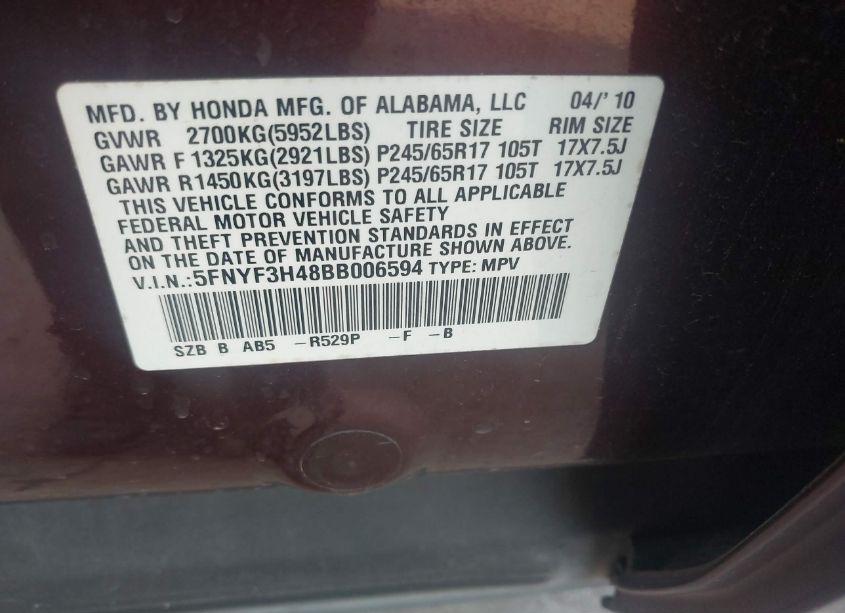 MFD. BY HONDA MFG. OF ALABAMA, LLC 04/' 10
GVWR 2700KG(5952LBS) TIRE SIZE RIM SIZE
GAWR F 1325KG(2921LBS) P245/65R17 105T 17X7.5J
GAWR R1450KG(3197LBS) P245/65R17 105T 17X7.5J
THIS VEHICLE CONFORMS TO ALL APPLICABLE
FEDERAL MOTOR VEHICLE SAFETY
AND THEFT PREVENTION STANDARDS IN EFFECT
ON THE DATE OF MANUFACTURE SHOWN ABOVE.
V.I.N.:5FNYF3H48BB006594 TYPE: MPV
SZB B AB5 -R529P -F -B